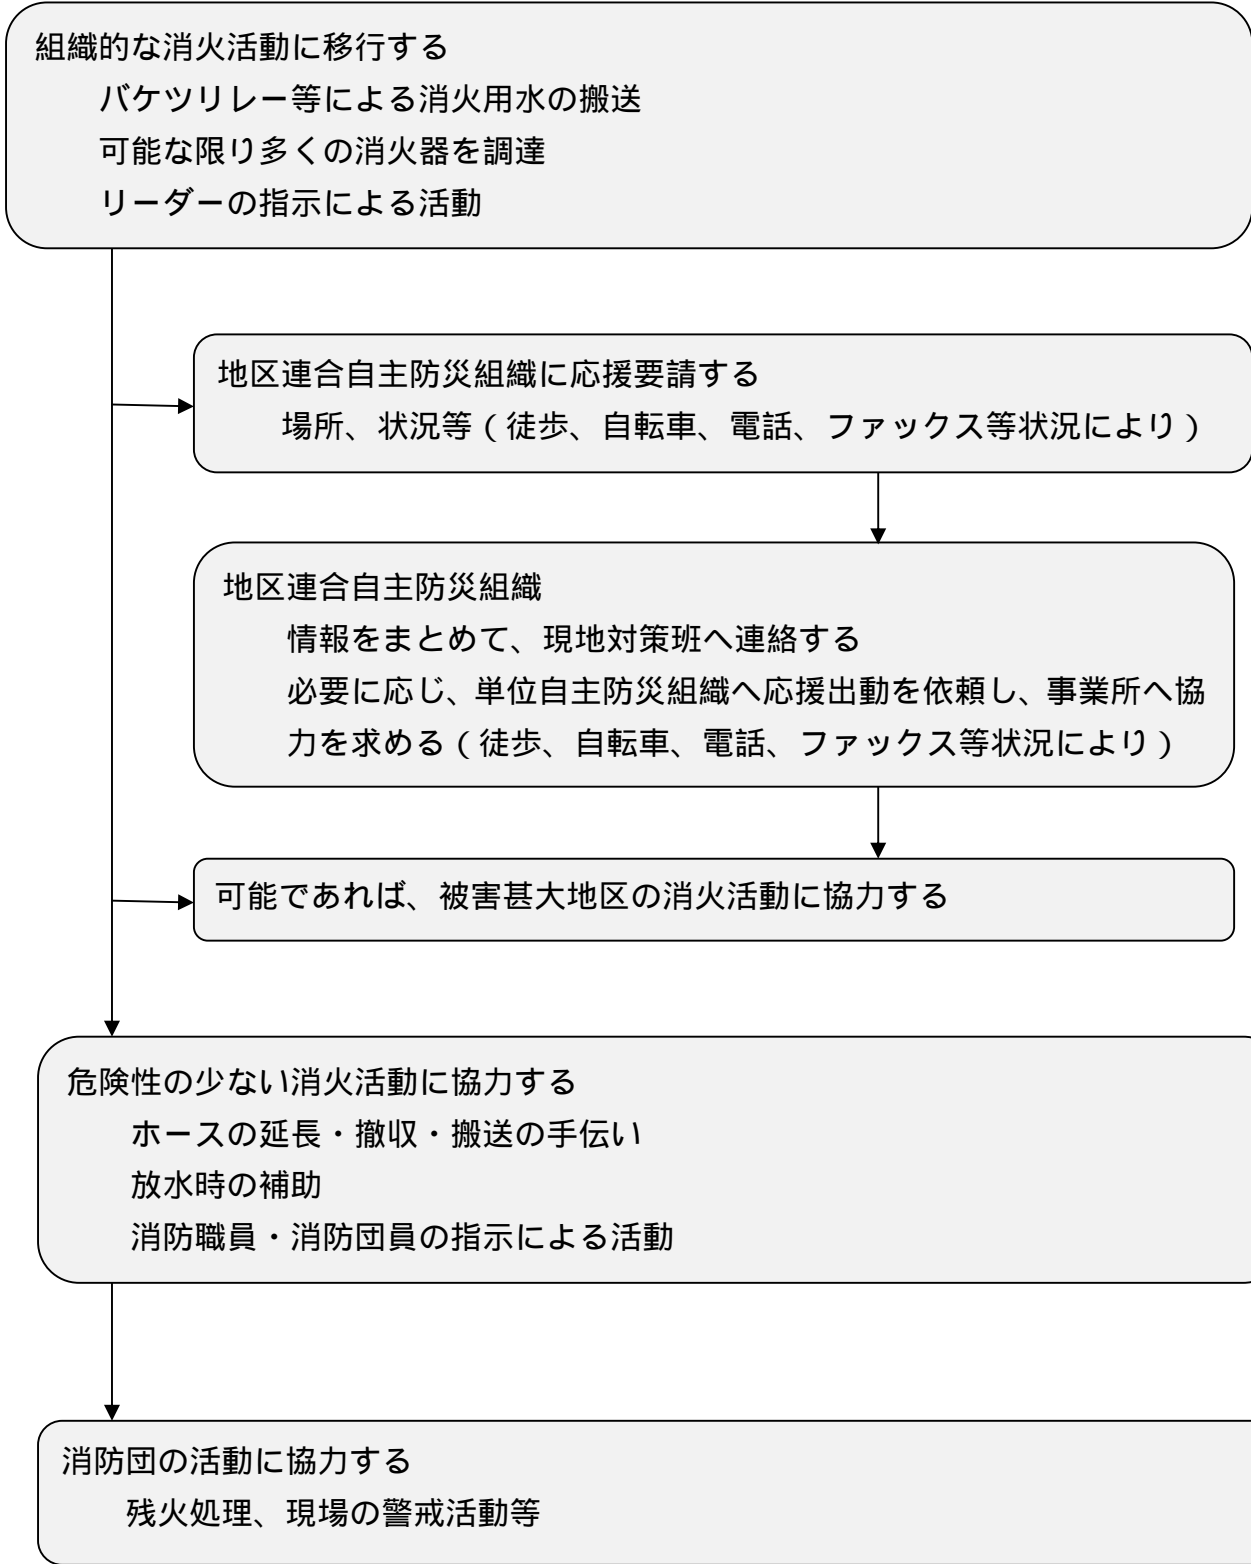 組織的な消火活動に移行する
バケツリレー等による消火用水の搬送
可能な限り多くの消火器を調達
リーダーの指示による活動
地区連合自主防災組織に応援要請する
場所、状況等（徒歩、自転車、電話、ファックス等状況により）
地区連合自主防災組織
情報をまとめて、現地対策班へ連絡する
必要に応じ、単位自主防災組織へ応援出動を依頼し、事業所へ協
力を求める（徒歩、自転車、電話、ファックス等状況により）
可能であれば、被害甚大地区の消火活動に協力する
危険性の少ない消火活動に協力する
ホースの延長・撤収・搬送の手伝い
放水時の補助
消防職員・消防団員の指示による活動
消防団の活動に協力する
残火処理、現場の警戒活動等